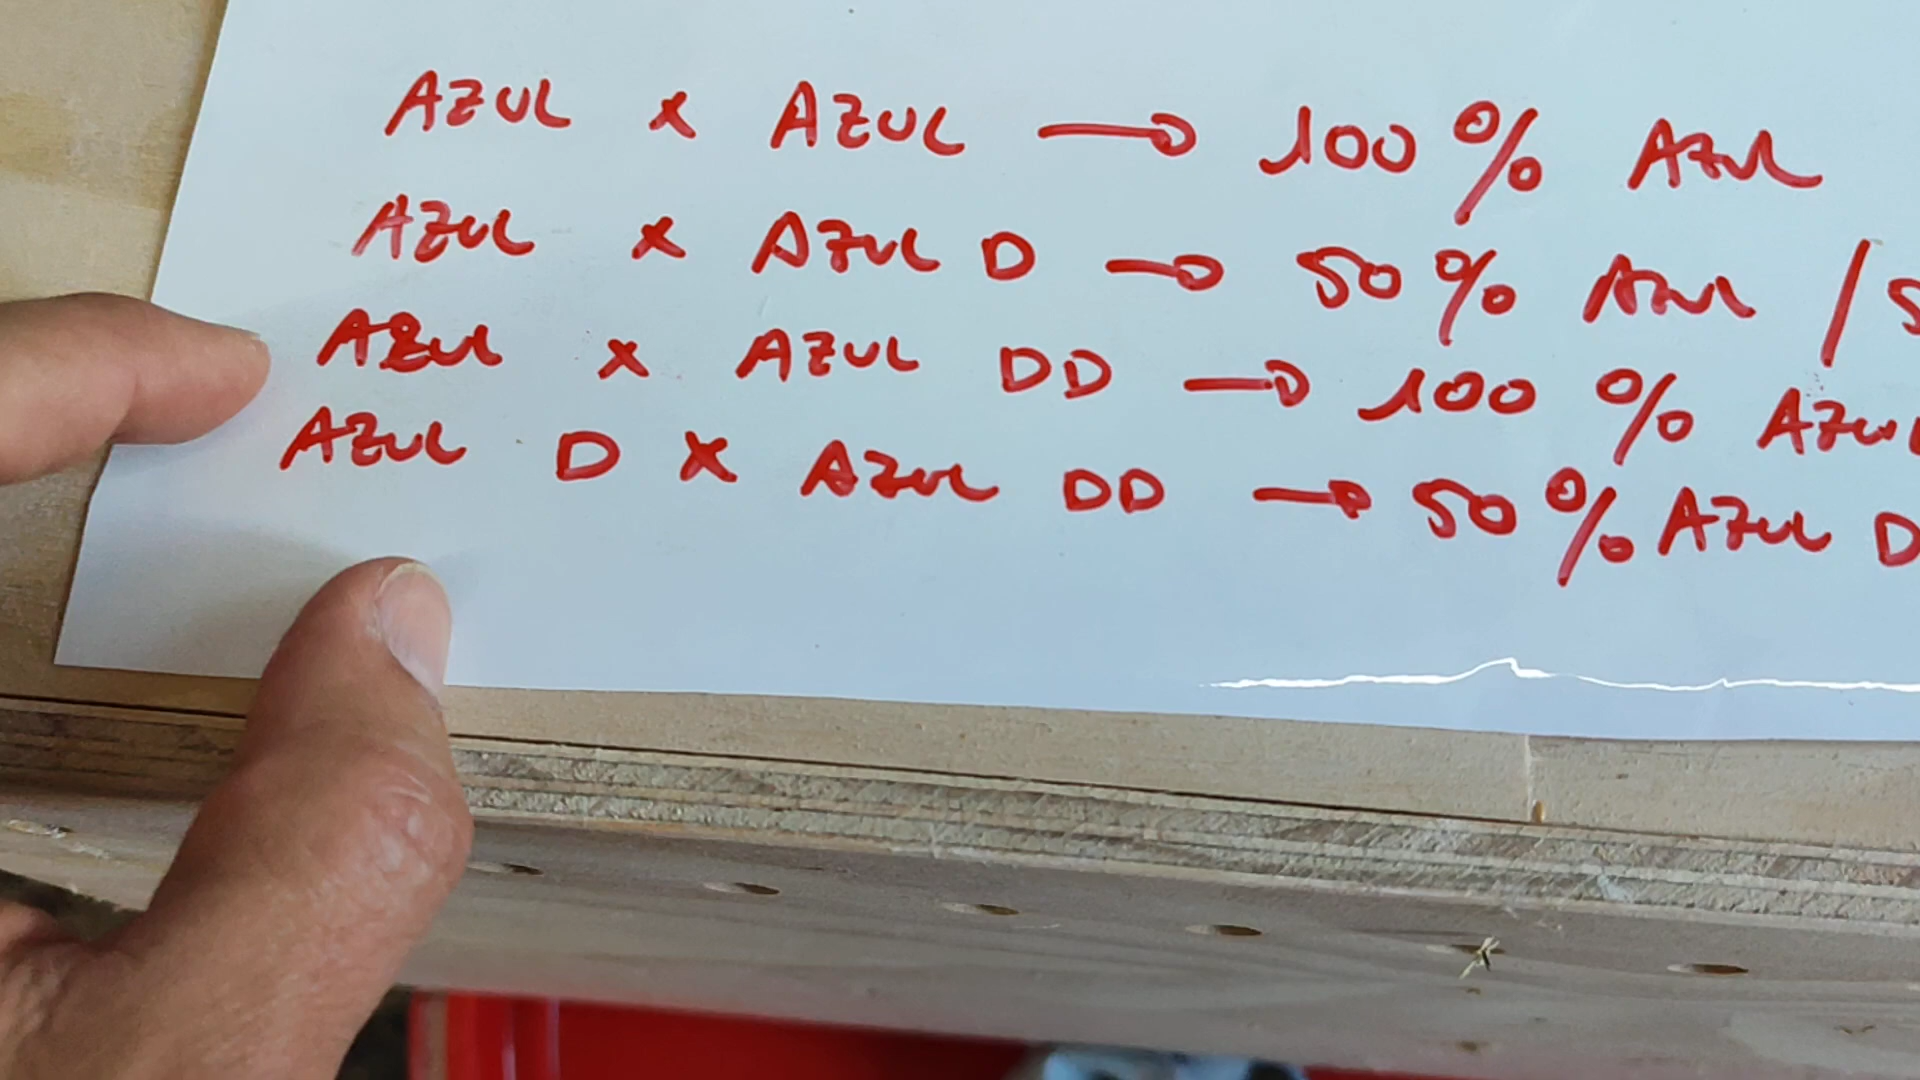 AZUL x AZUL → 100% AZUL
AZUL x AZUL D → 50% AZUL /
AZUL x AZUL DD → 100% AZUL
AZUL D x AZUL DD → 50% AZUL D